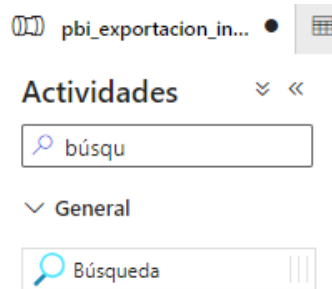 pbi_exportacion_in...
Actividades
búsqu
General
Búsqueda